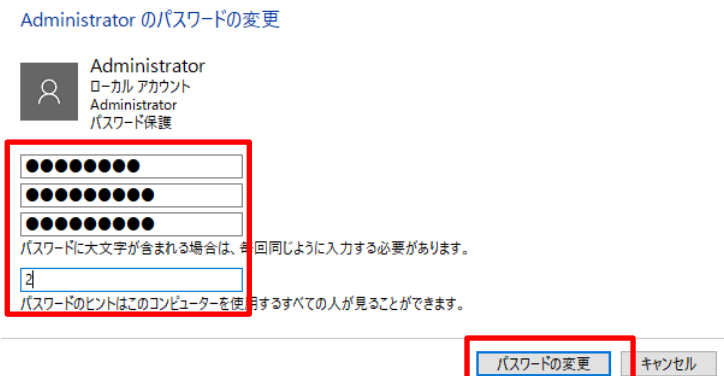 Administrator のパスワードの変更
Administrator
ローカル アカウント
Administrator
パスワード保護
●●●●●●●●
●●●●●●●●●
●●●●●●●●●
パスワードに大文字が含まれる場合は、毎回同じように入力する必要があります。
2
パスワードのヒントはこのコンピューターを使用するすべての人が見ることができます。
パスワードの変更 キャンセル